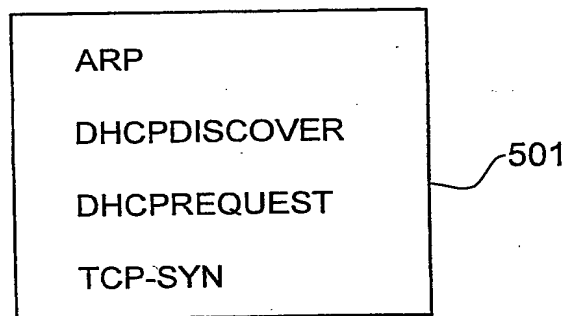 ARP
DHCPDISCOVER
501
DHCPREQUEST
TCP-SYN